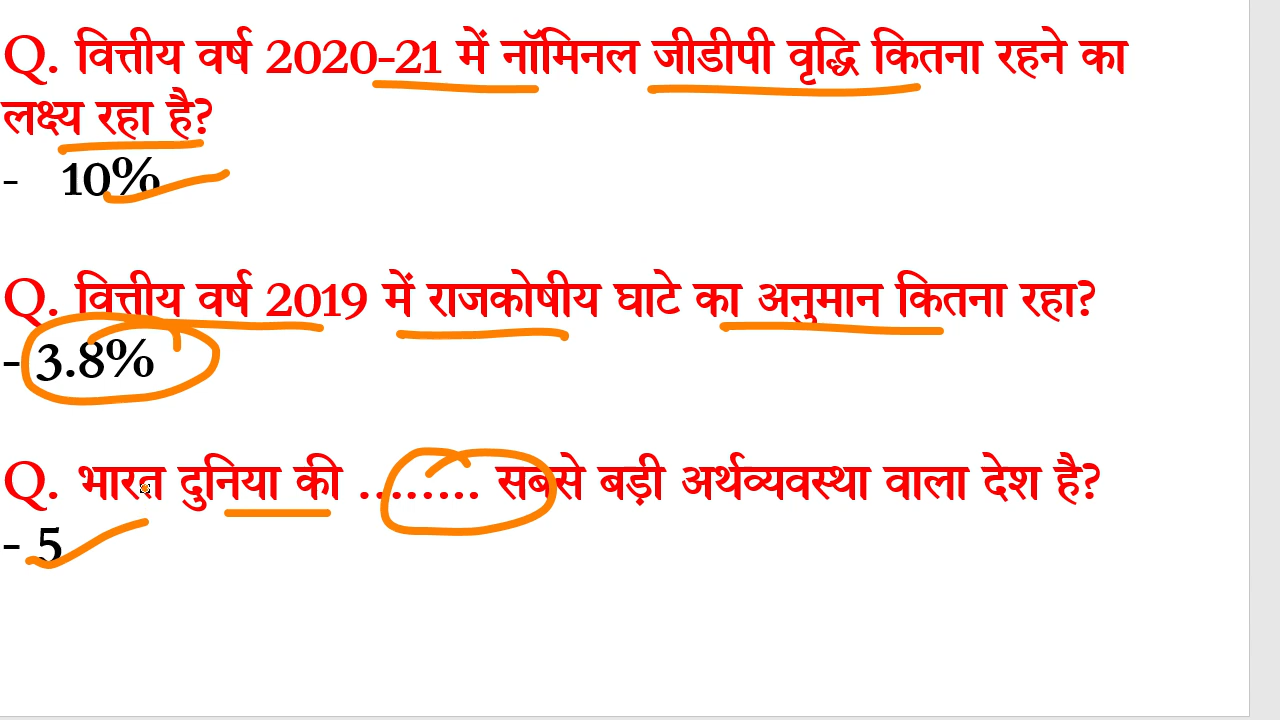 Q. वित्तीय वर्ष 2020-21 में नॉमिनल जीडीपी वृद्धि कितना रहने का
लक्ष्य रहा है?
- 10%
Q. वित्तीय वर्ष 2019 में राजकोषीय घाटे का अनुमान कितना रहा?
- 3.8%
Q. भारत दुनिया की ........ सबसे बड़ी अर्थव्यवस्था वाला देश है?
- 5